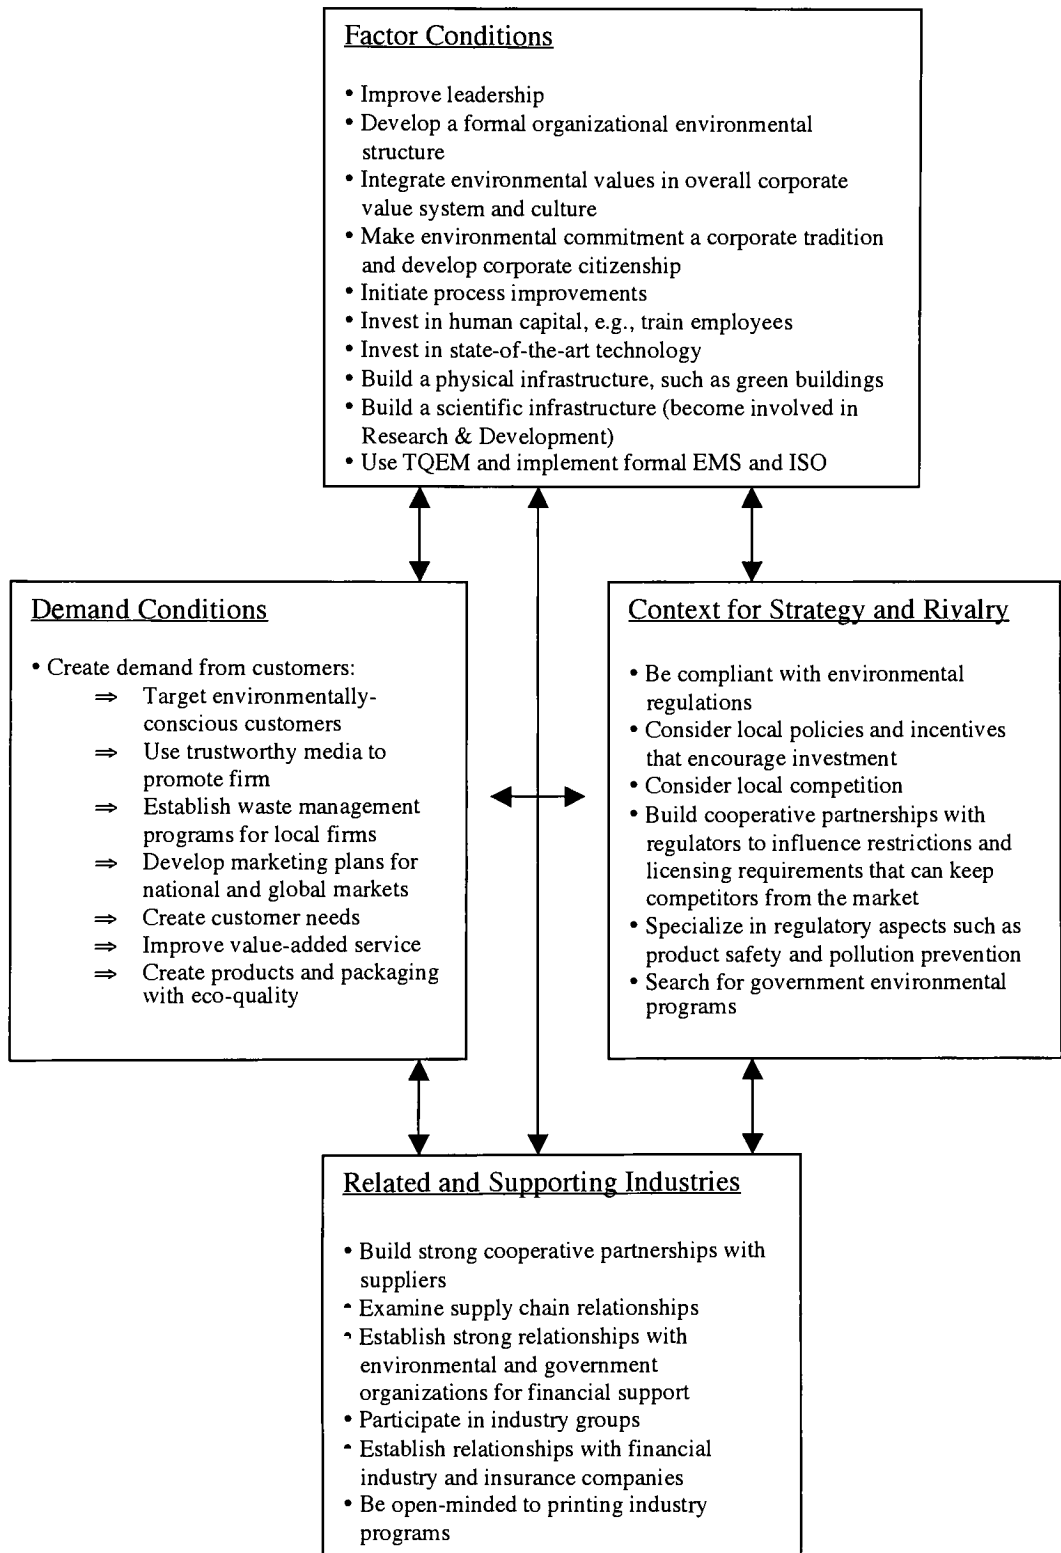 Factor Conditions
• Improve leadership
• Develop a formal organizational environmental
structure
• Integrate environmental values in overall corporate
value system and culture
• Make environmental commitment a corporate tradition
and develop corporate citizenship
• Initiate process improvements
• Invest in human capital, e.g., train employees
• Invest in state-of-the-art technology
• Build a physical infrastructure, such as green buildings
• Build a scientific infrastructure (become involved in
Research & Development)
• Use TQEM and implement formal EMS and ISO
Demand Conditions
• Create demand from customers:
⇒ Target environmentally-
conscious customers
⇒ Use trustworthy media to
promote firm
⇒ Establish waste management
programs for local firms
⇒ Develop marketing plans for
national and global markets
⇒ Create customer needs
⇒ Improve value-added service
⇒ Create products and packaging
with eco-quality
Context for Strategy and Rivalry
• Be compliant with environmental
regulations
• Consider local policies and incentives
that encourage investment
• Consider local competition
• Build cooperative partnerships with
regulators to influence restrictions and
licensing requirements that can keep
competitors from the market
• Specialize in regulatory aspects such as
product safety and pollution prevention
• Search for government environmental
programs
Related and Supporting Industries
• Build strong cooperative partnerships with
suppliers
• Examine supply chain relationships
• Establish strong relationships with
environmental and government
organizations for financial support
• Participate in industry groups
• Establish relationships with financial
industry and insurance companies
• Be open-minded to printing industry
programs